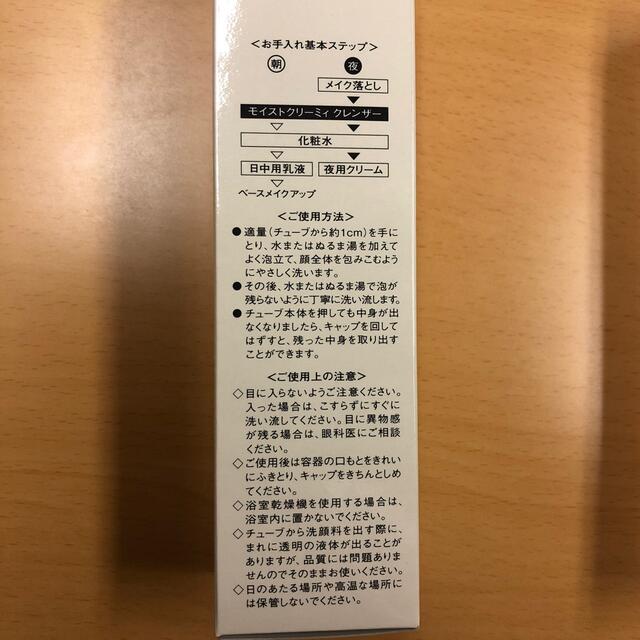 ＜お手入れ基本ステップ＞
朝 夜
メイク落とし
モイストクリーミィ クレンザー
化粧水
日中用乳液 夜用クリーム
ベースメイクアップ
＜ご使用方法＞
●適量（チューブから約1cm）を手に
とり、水またはぬるま湯を加えて
よく泡立て、顔全体を包みこむよう
にやさしく洗います。
●その後、水またはぬるま湯で泡が
残らないように丁寧に洗い流します。
●チューブ本体を押しても中身が出
なくなりましたら、キャップを回して
はずすと、残った中身を取り出す
ことができます。
＜ご使用上の注意＞
◇目に入らないようご注意ください。
入った場合は、こすらずにすぐに
洗い流してください。目に異物感
が残る場合は、眼科医にご相談
ください。
◇ご使用後は容器の口もとをきれい
にふきとり、キャップをきちんとしめ
てください。
◇浴室乾燥機を使用する場合は、
浴室内に置かないでください。
◇チューブから洗顔料を出す際に、
まれに透明の液体が出ることが
ありますが、品質には問題ありま
せんのでそのままお使いください。
◇日のあたる場所や高温な場所に
は保管しないでください。